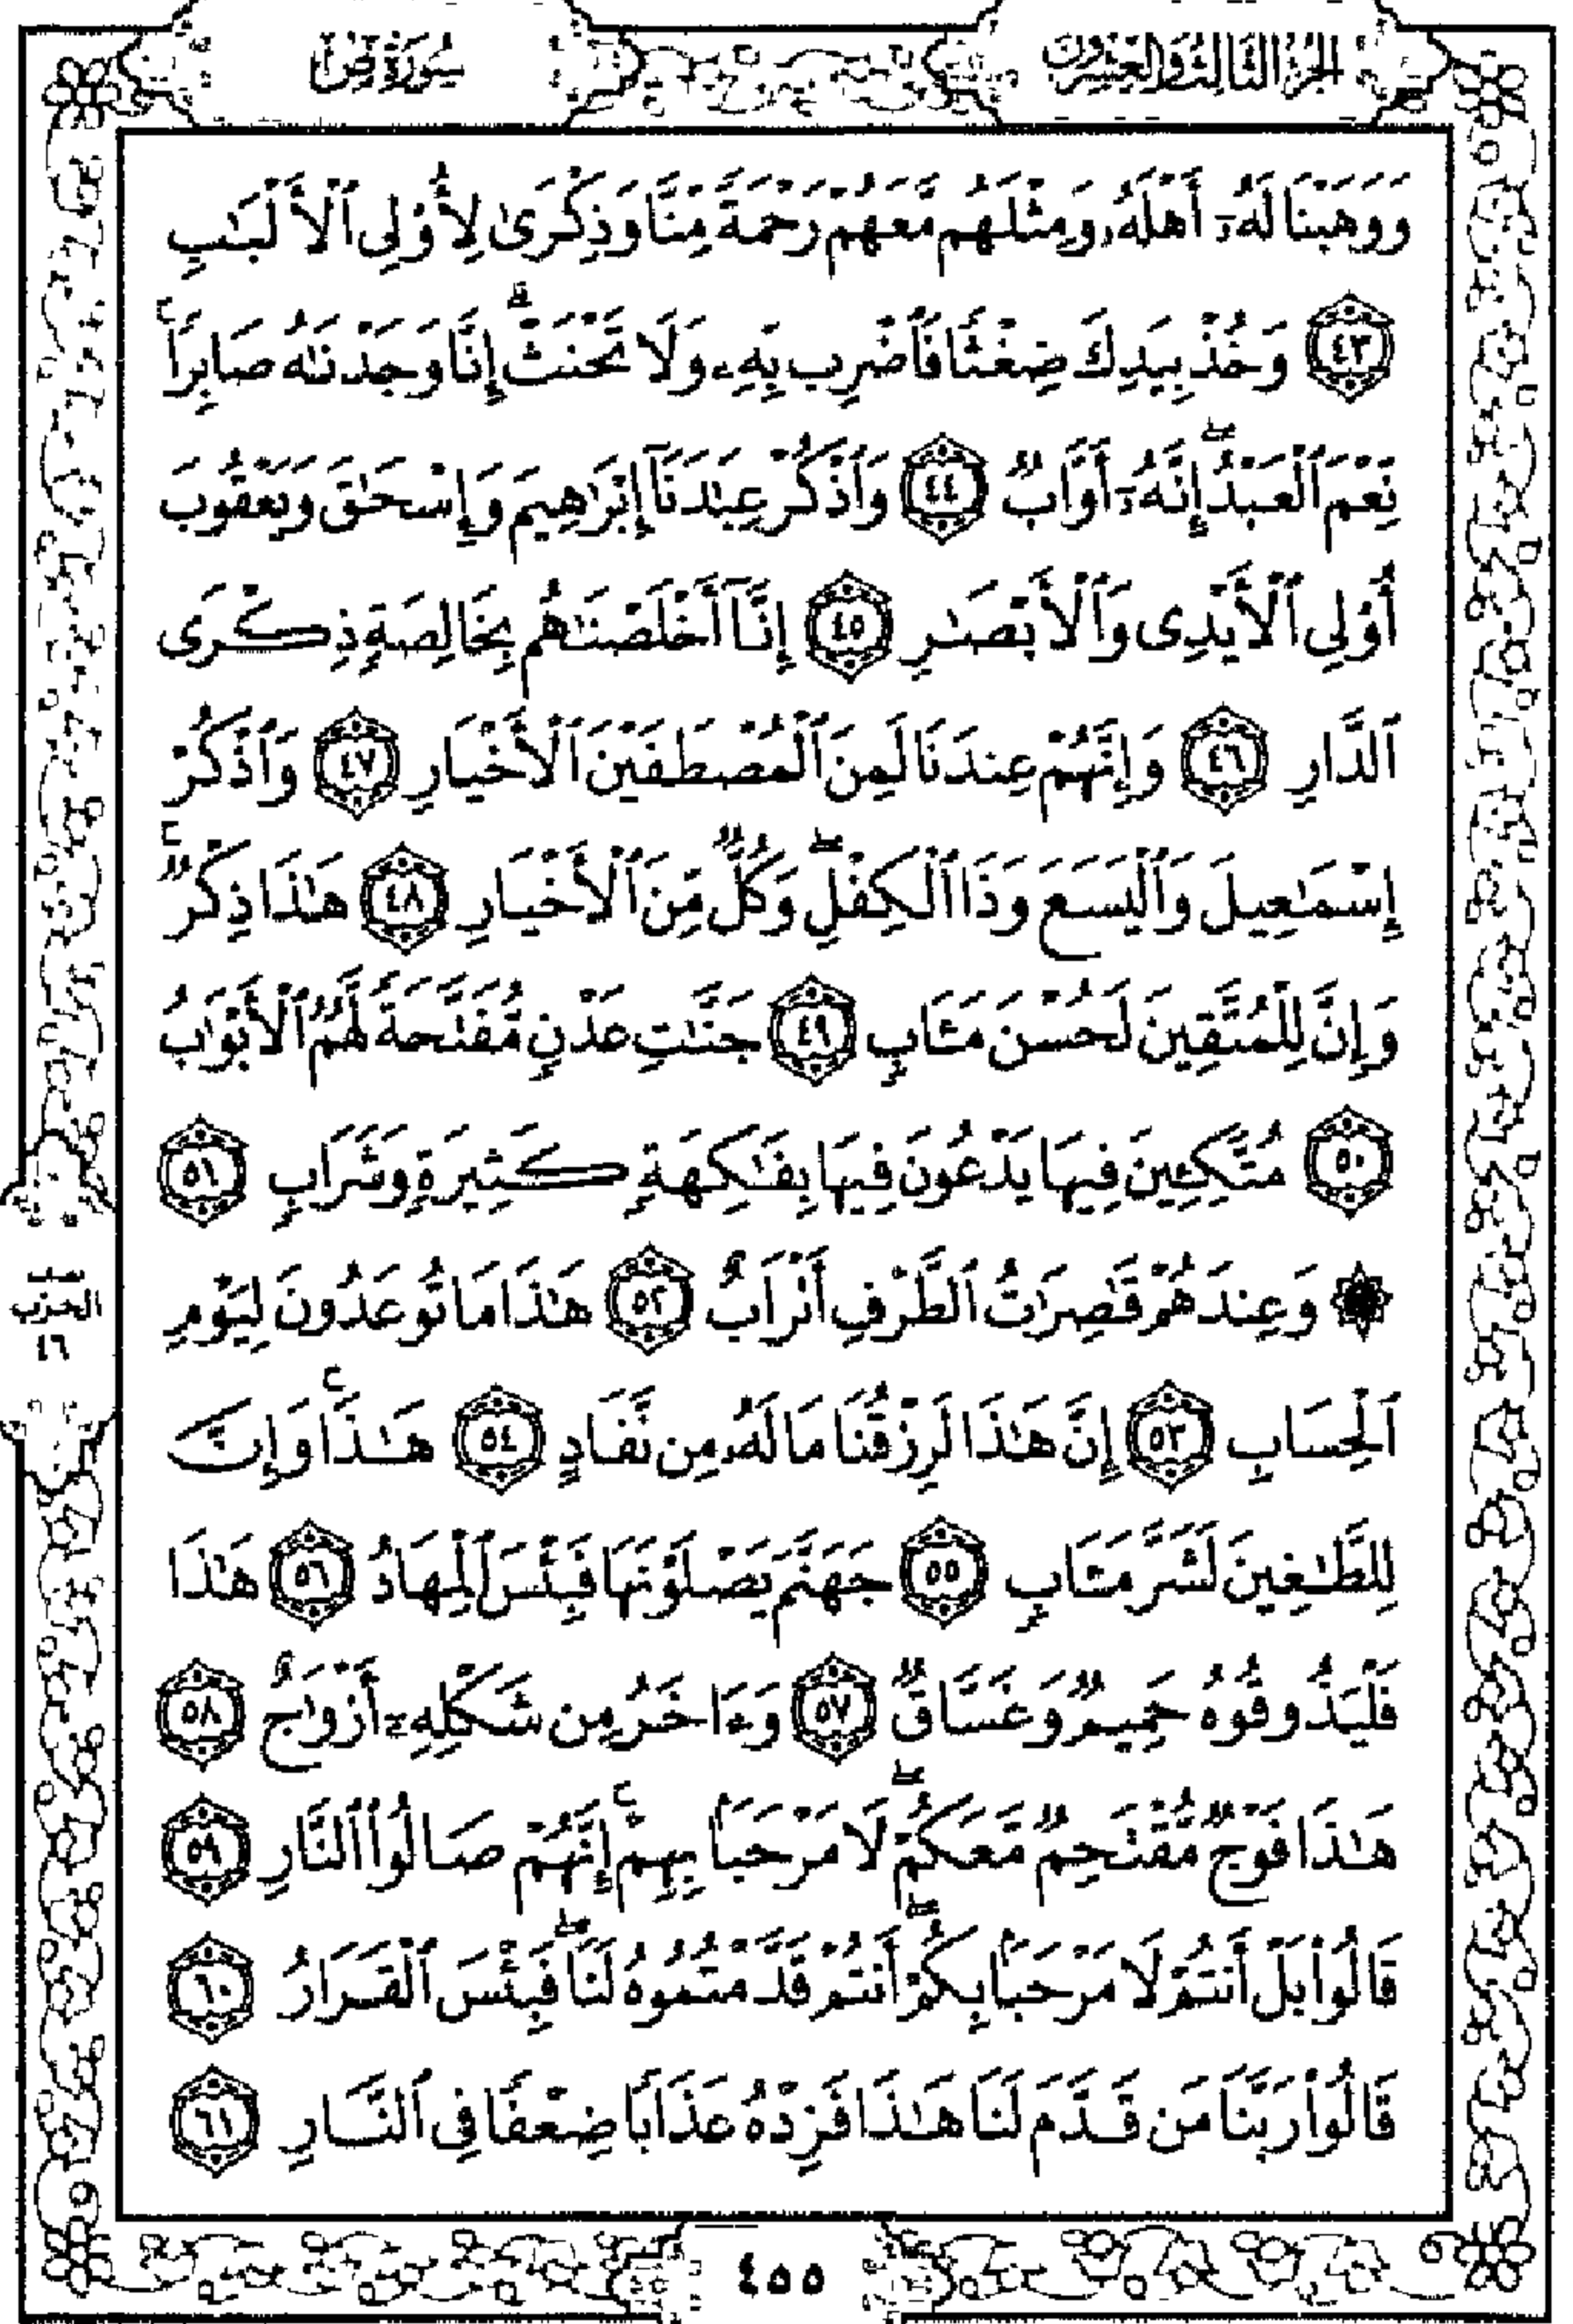 الجزء الثالث والعشرون
سورة ص
وَوَهَبْنَا لَهُۥٓ أَهْلَهُۥ وَمِثْلَهُم مَّعَهُمْ رَحْمَةً مِّنَّا وَذِكْرَىٰ لِأُو۟لِى ٱلْأَلْبَـٰبِ
٤٣ وَخُذْ بِيَدِكَ ضِغْثًا فَٱضْرِب بِّهِۦ وَلَا تَحْنَثْ ۗ إِنَّا وَجَدْنَـٰهُ صَابِرًا ۚ
نِّعْمَ ٱلْعَبْدُ ۖ إِنَّهُۥٓ أَوَّابٌ ٤٤ وَٱذْكُرْ عِبَـٰدَنَآ إِبْرَٰهِيمَ وَإِسْحَـٰقَ وَيَعْقُوبَ
أُو۟لِى ٱلْأَيْدِى وَٱلْأَبْصَـٰرِ ٤٥ إِنَّآ أَخْلَصْنَـٰهُم بِخَالِصَةٍ ذِكْرَى
ٱلدَّارِ ٤٦ وَإِنَّهُمْ عِندَنَا لَمِنَ ٱلْمُصْطَفَيْنَ ٱلْأَخْيَارِ ٤٧ وَٱذْكُرْ
إِسْمَـٰعِيلَ وَٱلْيَسَعَ وَذَا ٱلْكِفْلِ ۖ وَكُلٌّ مِّنَ ٱلْأَخْيَارِ ٤٨ هَـٰذَا ذِكْرٌ ۚ
وَإِنَّ لِلْمُتَّقِينَ لَحُسْنَ مَـَٔابٍ ٤٩ جَنَّـٰتِ عَدْنٍ مُّفَتَّحَةً لَّهُمُ ٱلْأَبْوَٰبُ
٥٠ مُتَّكِـِٔينَ فِيهَا يَدْعُونَ فِيهَا بِفَـٰكِهَةٍ كَثِيرَةٍ وَشَرَابٍ ٥١
۞ وَعِندَهُمْ قَـٰصِرَٰتُ ٱلطَّرْفِ أَتْرَابٌ ٥٢ هَـٰذَا مَا تُوعَدُونَ لِيَوْمِ
ٱلْحِسَابِ ٥٣ إِنَّ هَـٰذَا لَرِزْقُنَا مَا لَهُۥ مِن نَّفَادٍ ٥٤ هَـٰذَا ۚ وَإِنَّ
لِلطَّـٰغِينَ لَشَرَّ مَـَٔابٍ ٥٥ جَهَنَّمَ يَصْلَوْنَهَا فَبِئْسَ ٱلْمِهَادُ ٥٦ هَـٰذَا
فَلْيَذُوقُوهُ حَمِيمٌ وَغَسَّاقٌ ٥٧ وَءَاخَرُ مِن شَكْلِهِۦٓ أَزْوَٰجٌ ٥٨
هَـٰذَا فَوْجٌ مُّقْتَحِمٌ مَّعَكُمْ ۖ لَا مَرْحَبًۢا بِهِمْ ۚ إِنَّهُمْ صَالُوا۟ ٱلنَّارِ ٥٩
قَالُوا۟ بَلْ أَنتُمْ لَا مَرْحَبًۢا بِكُمْ ۖ أَنتُمْ قَدَّمْتُمُوهُ لَنَا ۖ فَبِئْسَ ٱلْقَرَارُ ٦٠
قَالُوا۟ رَبَّنَا مَن قَدَّمَ لَنَا هَـٰذَا فَزِدْهُ عَذَابًا ضِعْفًا فِى ٱلنَّارِ ٦١
الحزب
٤٦
٤٥٥